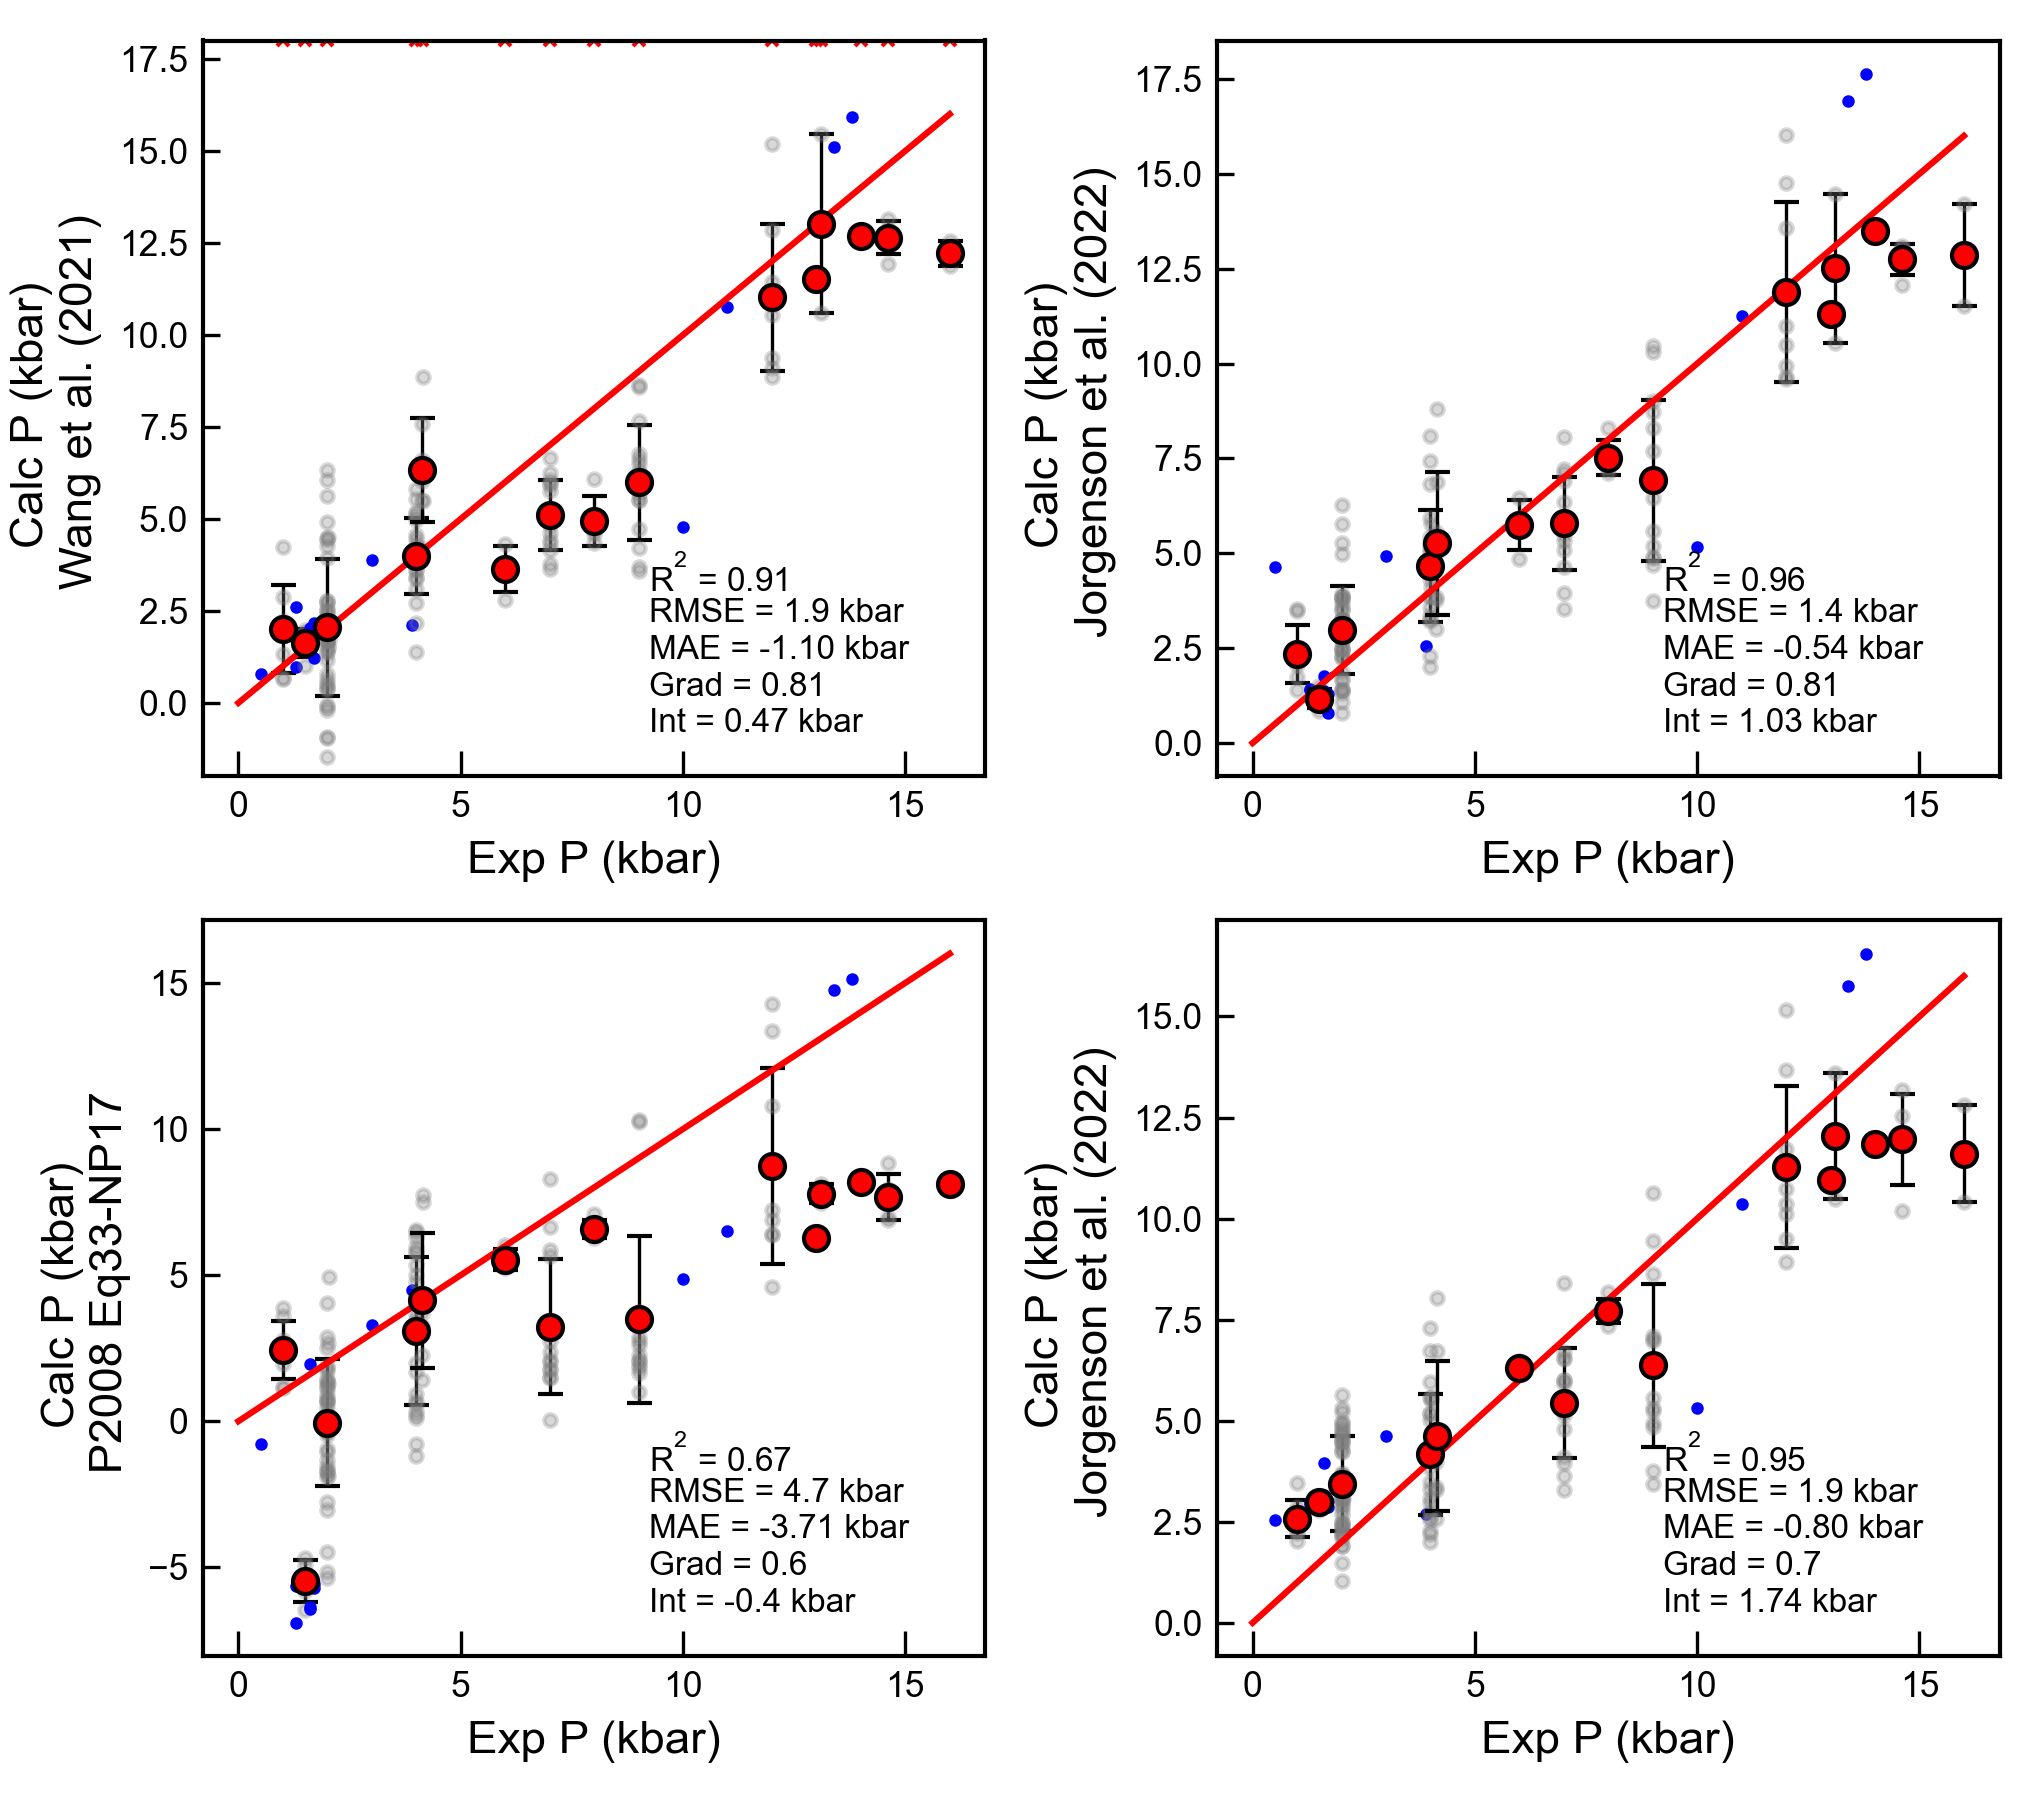 17.5
15.0
12.5
10.0
7.5
5.0
2.5
0.0
Calc P (kbar)
Wang et al. (2021)
R2 = 0.91
RMSE = 1.9 kbar
MAE = -1.10 kbar
Grad = 0.81
Int = 0.47 kbar
0 5 10 15
Exp P (kbar)
17.5
15.0
12.5
10.0
7.5
5.0
2.5
0.0
Calc P (kbar)
Jorgenson et al. (2022)
R2 = 0.96
RMSE = 1.4 kbar
MAE = -0.54 kbar
Grad = 0.81
Int = 1.03 kbar
0 5 10 15
Exp P (kbar)
15
10
5
0
−5
Calc P (kbar)
P2008 Eq33-NP17
R2 = 0.67
RMSE = 4.7 kbar
MAE = -3.71 kbar
Grad = 0.6
Int = -0.4 kbar
0 5 10 15
Exp P (kbar)
15.0
12.5
10.0
7.5
5.0
2.5
0.0
Calc P (kbar)
Jorgenson et al. (2022)
R2 = 0.95
RMSE = 1.9 kbar
MAE = -0.80 kbar
Grad = 0.7
Int = 1.74 kbar
0 5 10 15
Exp P (kbar)